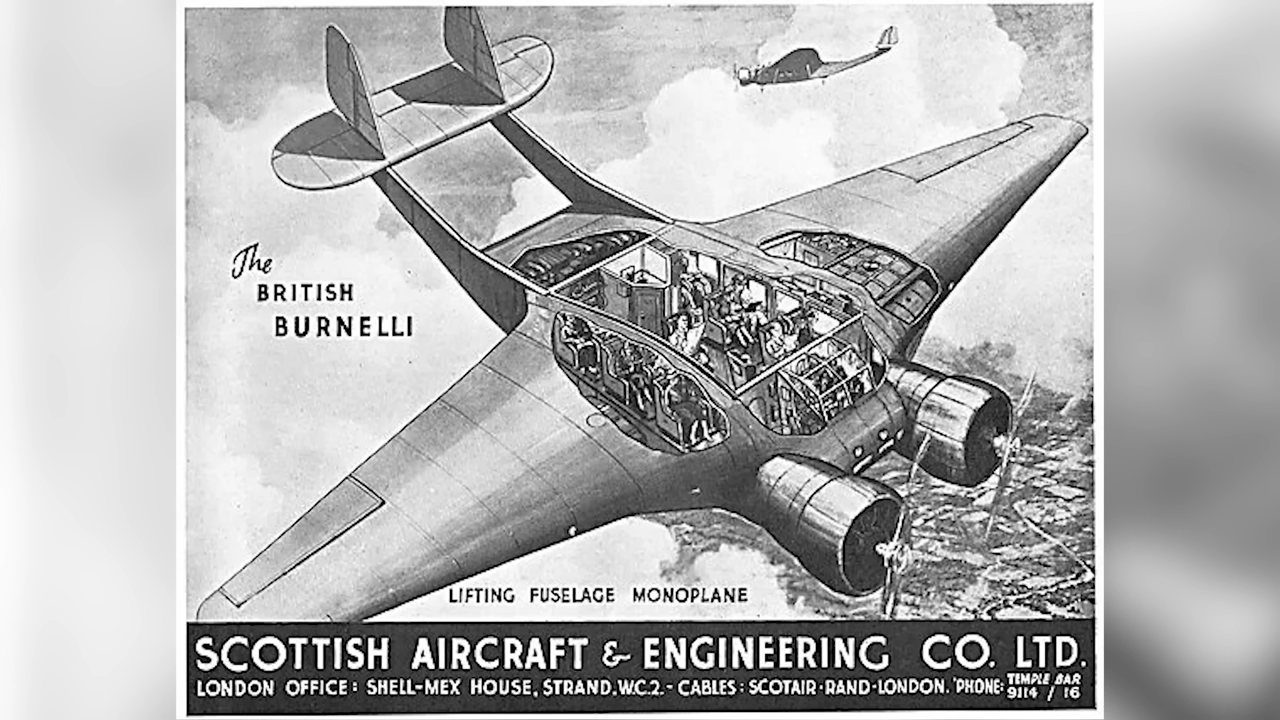 The
BRITISH
BURNELLI
LIFTING FUSELAGE MONOPLANE
SCOTTISH AIRCRAFT & ENGINEERING CO. LTD.
LONDON OFFICE: SHELL-MEX HOUSE, STRAND.W.C.2.- CABLES: SCOTAIR·RAND·LONDON. 'PHONE: TEMPLE BAR 9114 / 16